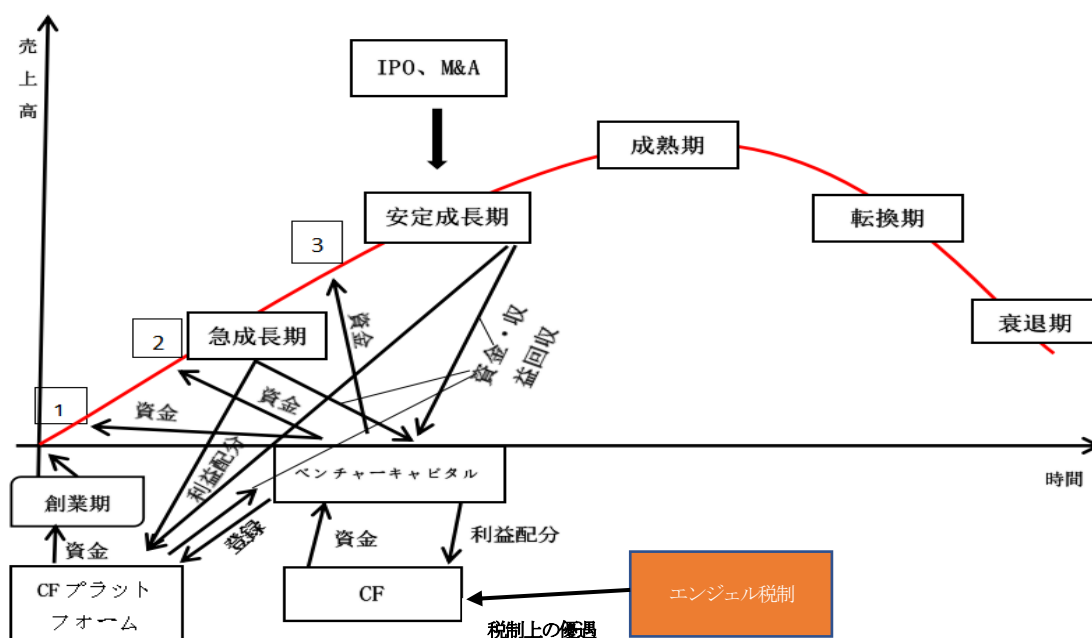 売上高
IPO、M&A
成熟期
安定成長期
転換期
3
資金
衰退期
2
急成長期
資金・収
益回収
1
資金
資金
利益配分
ベンチャーキャピタル
時間
創業期
登録
資金
資金
利益配分
CFプラット
フォーム
CF
エンジェル税制
税制上の優遇